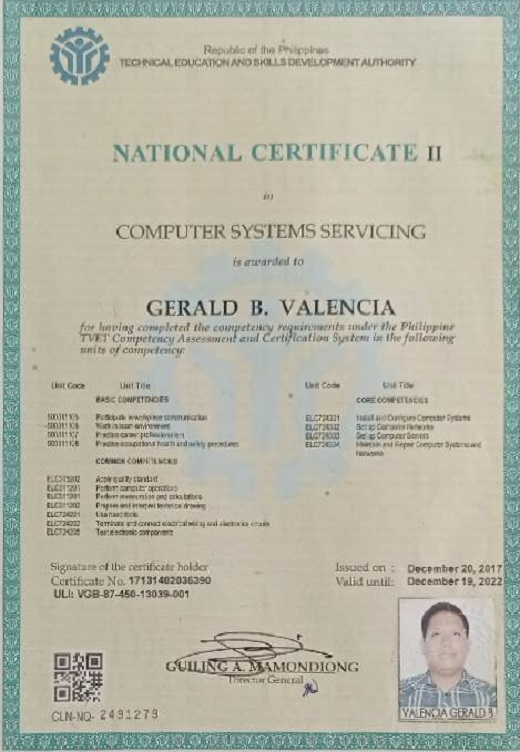 Republic of the Philippines
TECHNICAL EDUCATION AND SKILLS DEVELOPMENT AUTHORITY
NATIONAL CERTIFICATE II
in
COMPUTER SYSTEMS SERVICING
is awarded to
GERALD B. VALENCIA
for having completed the competency requirements under the Philippine
TVET Competency Assessment and Certification System in the following
units of competency:
Unit Code Unit Title
BASIC COMPETENCIES
500311105 Participate in workplace communication
500311106 Work in team environment
500311107 Practice career professionalism
500311108 Practice occupational health and safety procedures
COMMON COMPETENCIES
Apply quality standard
ELC311201 Perform computer operations
Perform mensuration and calculations
ELC311202 Prepare and interpret technical drawing
ELC724201 Use hand tools
ELC724202 Terminate and connect electrical wiring and electronics circuits
ELC724205 Test electronic components
Unit Code Unit Title
CORE COMPETENCIES
ELC724331 Install and Configure Computer Systems
ELC724332 Set up Computer Networks
ELC724333 Set up Computer Servers
ELC724334 Maintain and Repair Computer Systems and
Networks
Signature of the certificate holder
Certificate No. 17131402036390
ULI: VGB-87-450-13039-001
Issued on : December 20, 2017
Valid until: December 19, 2022
GUILING A. MAMONDIONG
Director General
VALENCIA GERALD B
CLN-NQ- 2491279